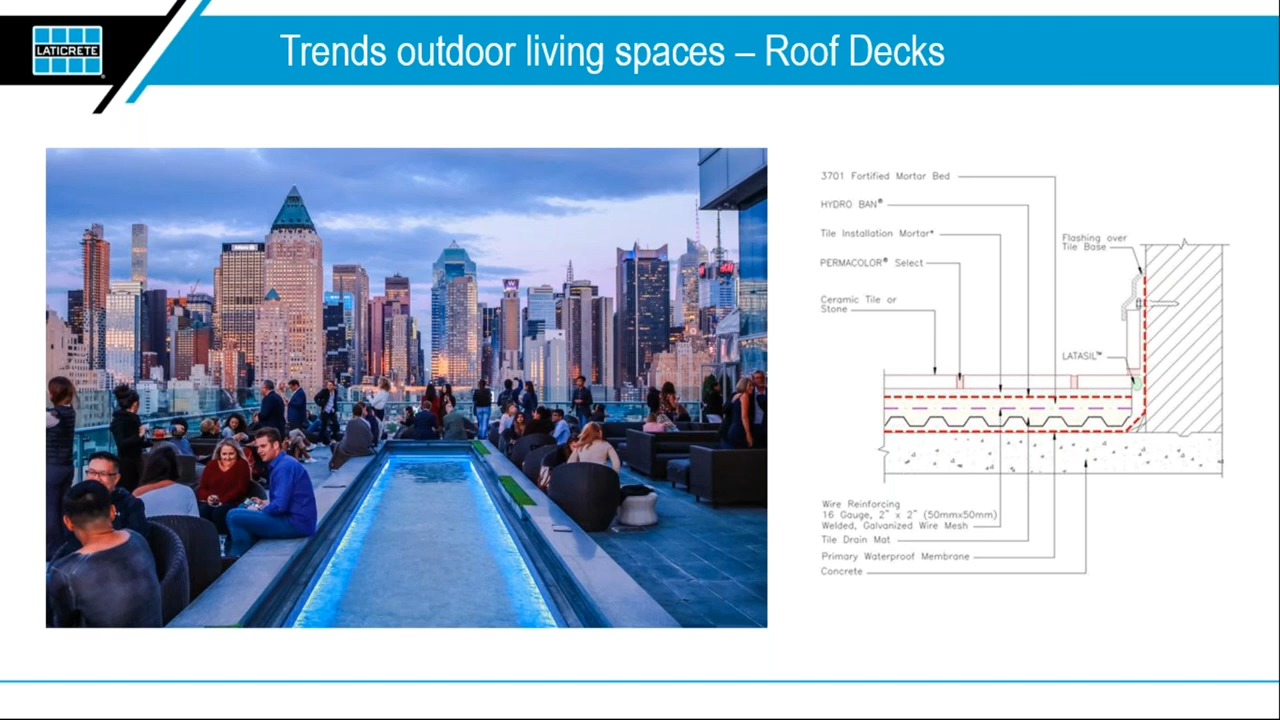 LATICRETE
Trends outdoor living spaces – Roof Decks
3701 Fortified Mortar Bed
HYDRO BAN®
Tile Installation Mortar*
PERMACOLOR® Select
Ceramic Tile or
Stone
Flashing over
Tile Base
LATASIL™
Wire Reinforcing
16 Gauge, 2" x 2" (50mmx50mm)
Welded, Galvanized Wire Mesh
Tile Drain Mat
Primary Waterproof Membrane
Concrete